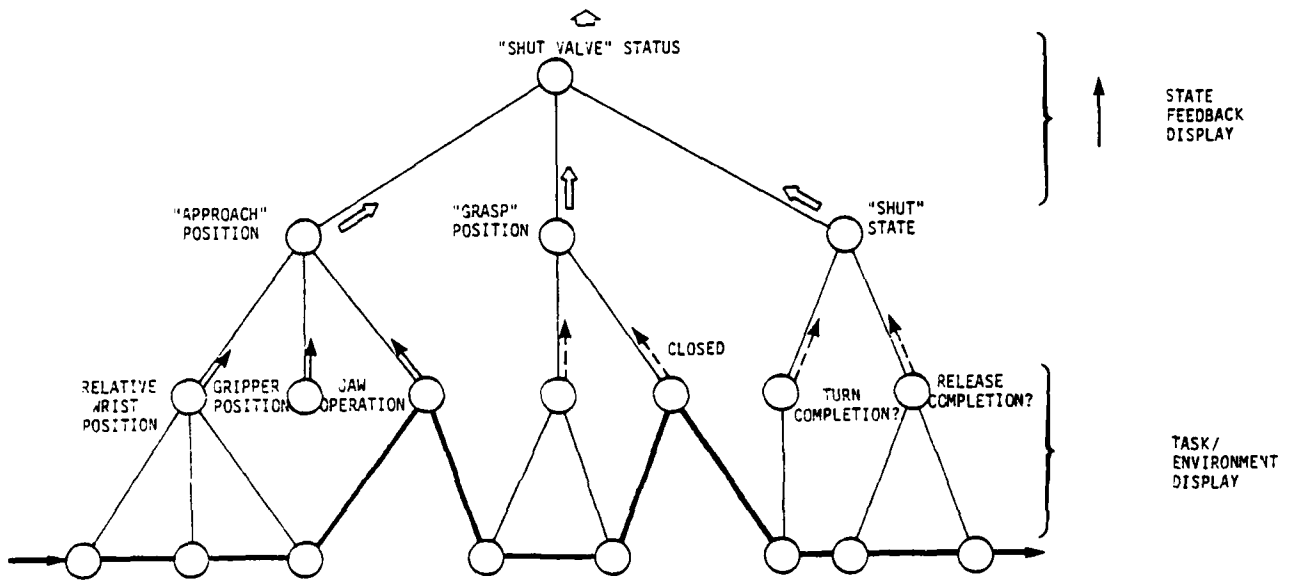 "SHUT VALVE" STATUS
STATE
FEEDBACK
DISPLAY
"APPROACH"
POSITION
"GRASP"
POSITION
"SHUT"
STATE
CLOSED
RELATIVE
WRIST
POSITION
GRIPPER
POSITION
JAW
OPERATION
TURN
COMPLETION?
RELEASE
COMPLETION?
TASK/
ENVIRONMENT
DISPLAY